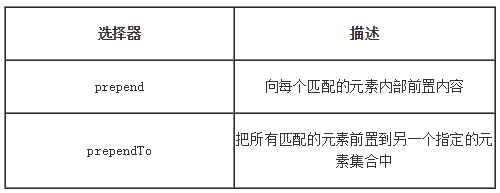 选择器 描述
prepend 向每个匹配的元素内部前置内容
prependTo 把所有匹配的元素前置到另一个指定的元
素集合中